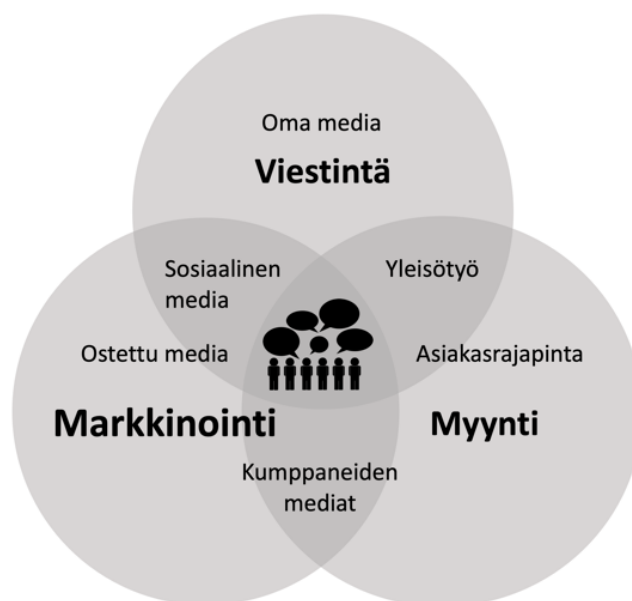 Oma media
Viestintä
Sosiaalinen
media
Yleisötyö
Ostettu media
Asiakasrajapinta
Markkinointi
Myynti
Kumppaneiden
mediat